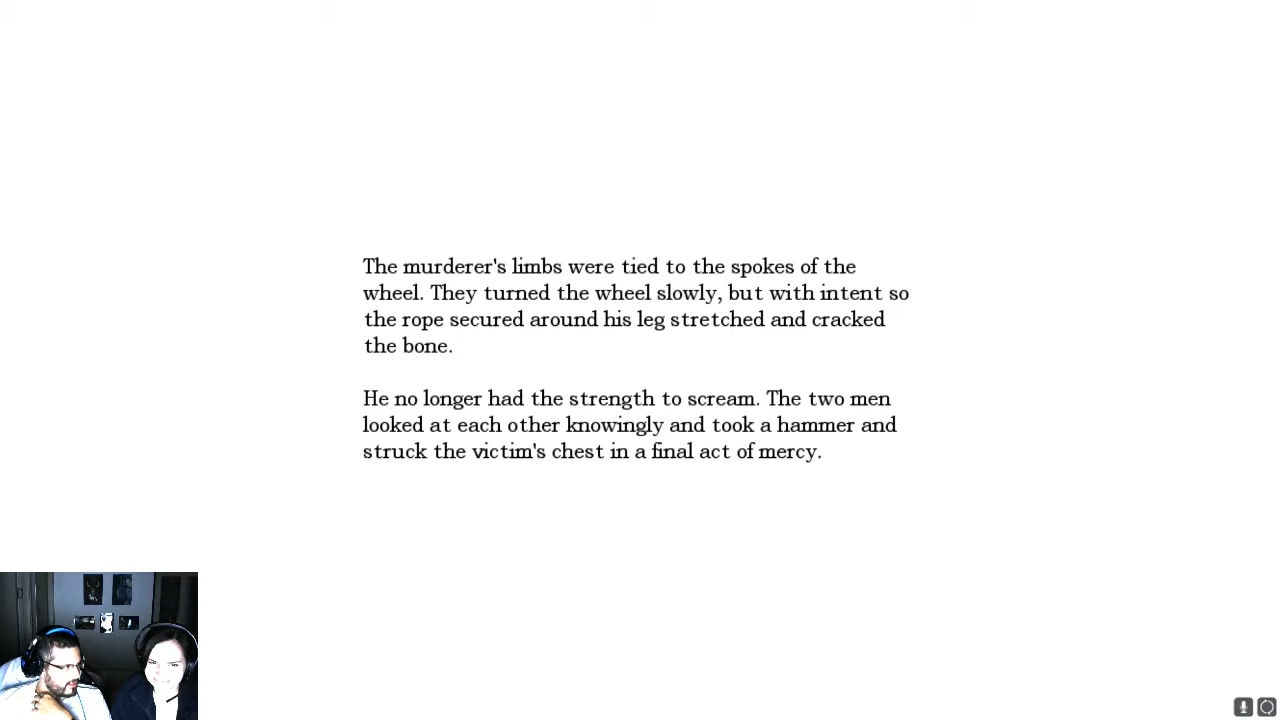 The murderer's limbs were tied to the spokes of the
wheel. They turned the wheel slowly, but with intent so
the rope secured around his leg stretched and cracked
the bone.
He no longer had the strength to scream. The two men
looked at each other knowingly and took a hammer and
struck the victim's chest in a final act of mercy.